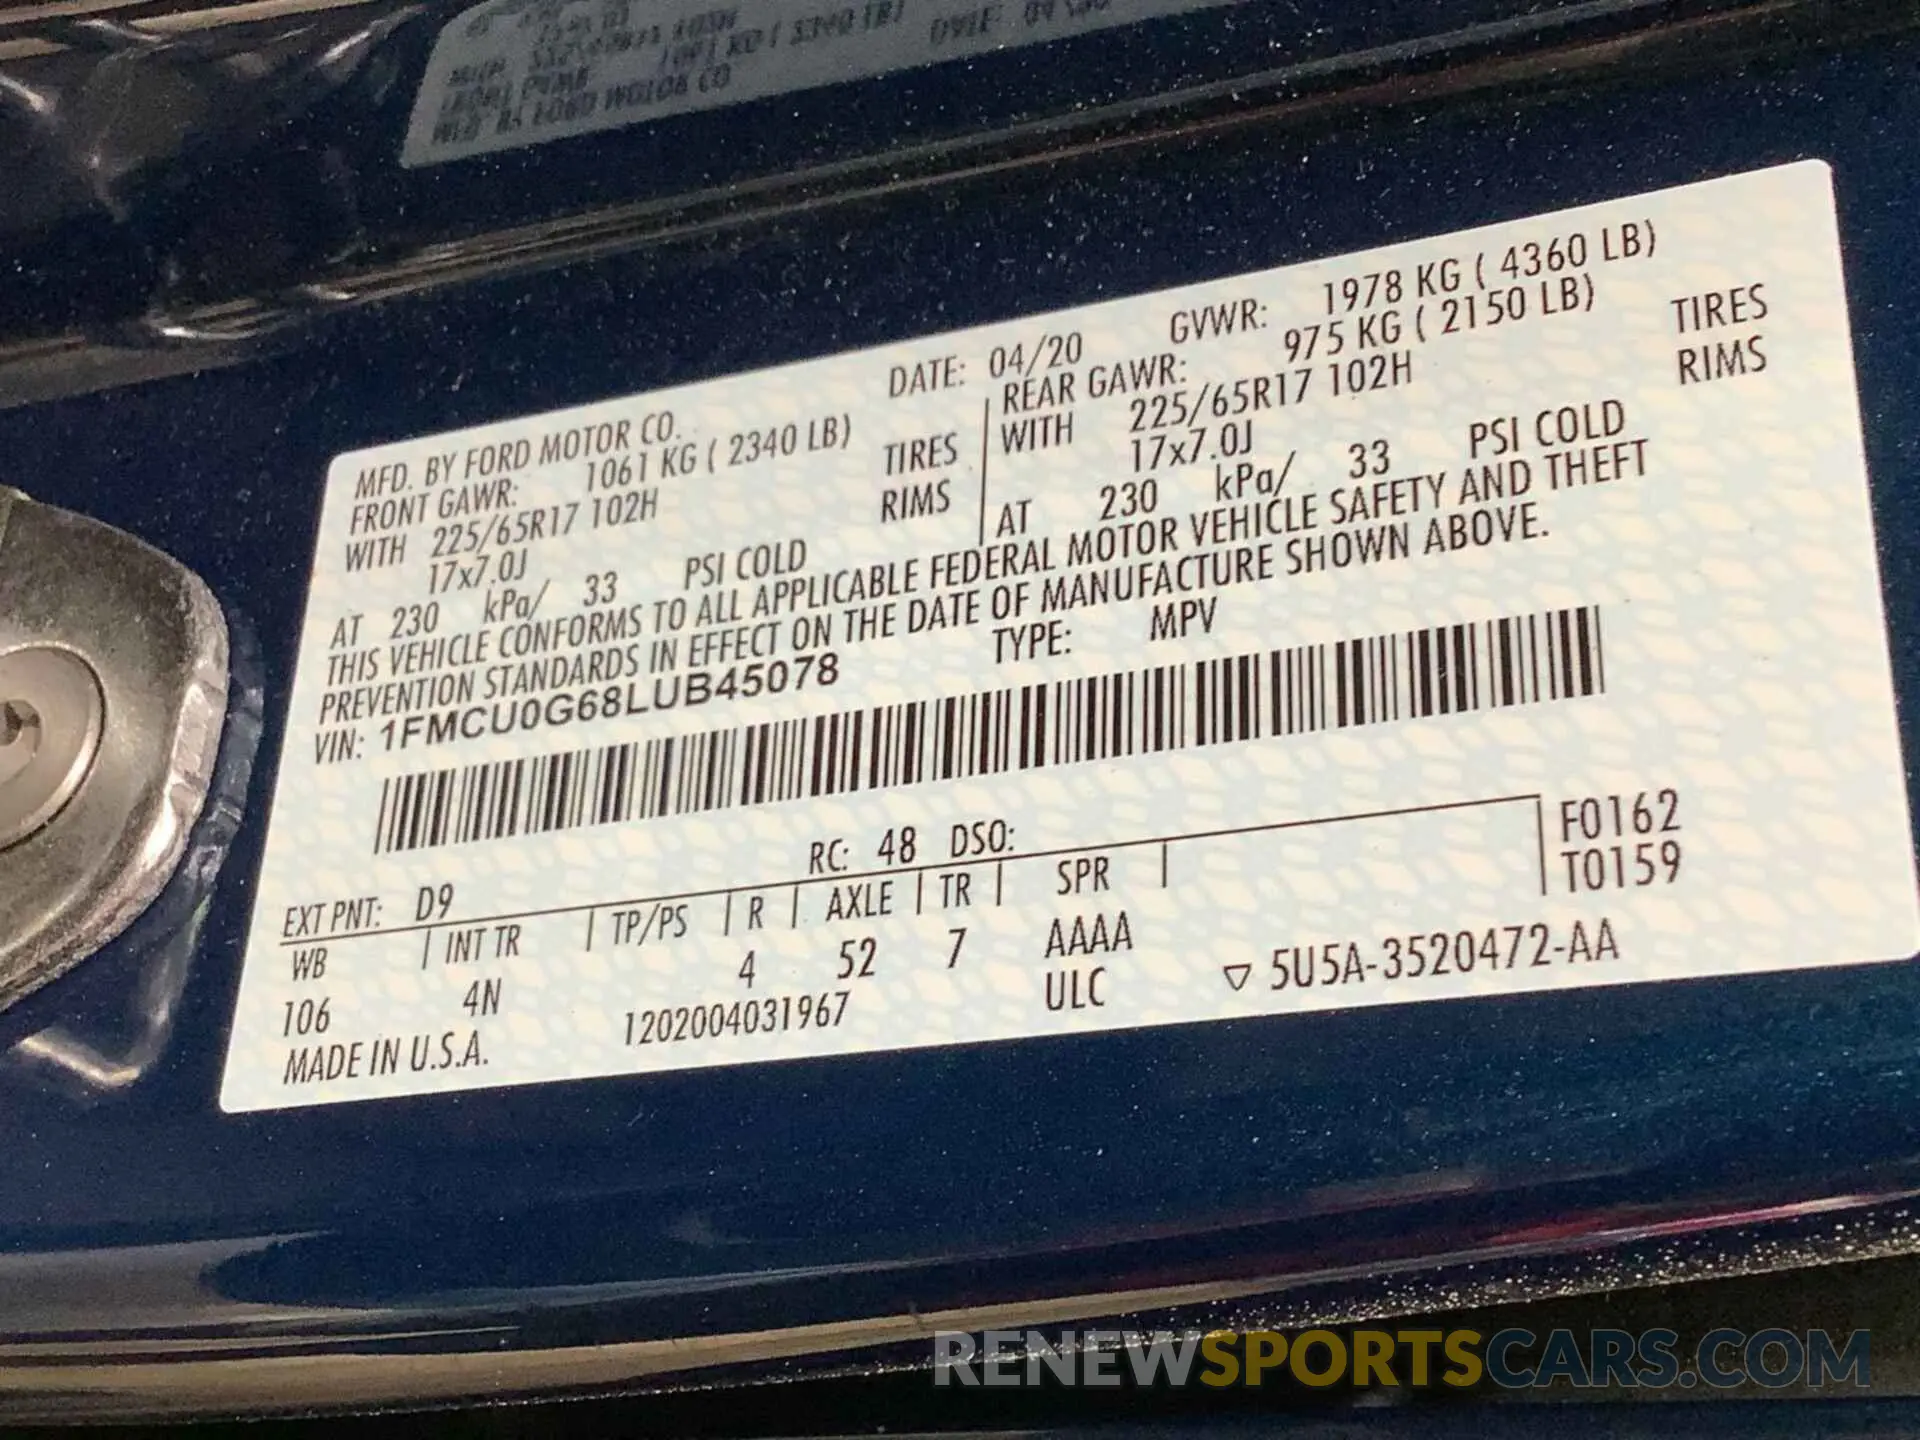 MFD. BY FORD MOTOR CO. DATE: 04/20 GVWR: 1978 KG ( 4360 LB)
FRONT GAWR: 1061 KG ( 2340 LB) REAR GAWR: 975 KG ( 2150 LB)
WITH 225/65R17 102H TIRES WITH 225/65R17 102H TIRES
17x7.0J RIMS 17x7.0J RIMS
AT 230 kPa/ 33 PSI COLD AT 230 kPa/ 33 PSI COLD
THIS VEHICLE CONFORMS TO ALL APPLICABLE FEDERAL MOTOR VEHICLE SAFETY AND THEFT
PREVENTION STANDARDS IN EFFECT ON THE DATE OF MANUFACTURE SHOWN ABOVE.
VIN: 1FMCU0G68LUB45078 TYPE: MPV
EXT PNT: D9 RC: 48 DSO: F0162
WB INT TR TP/PS R AXLE TR SPR T0159
106 4N 4 52 7 AAAA
MADE IN U.S.A. 1202004031967 ULC ▽ 5U5A-3520472-AA
RENEWSPORTSCARS.COM